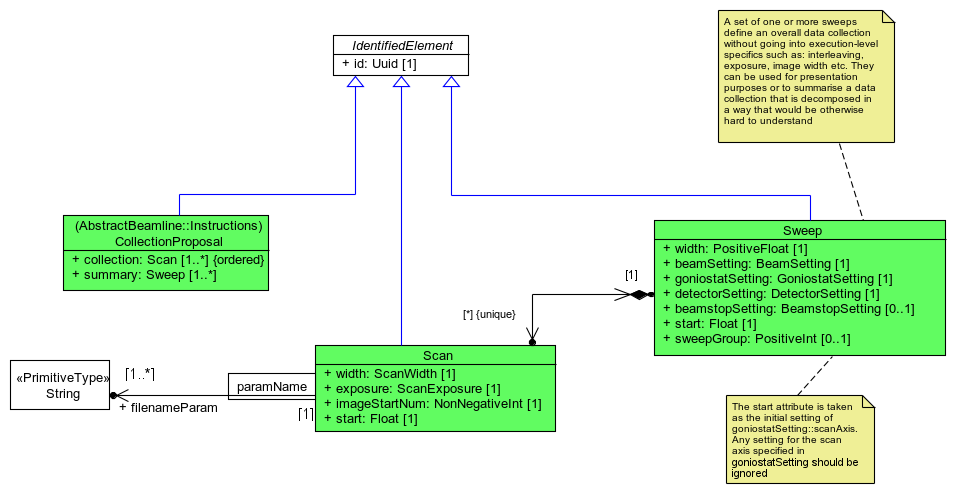 A set of one or more sweeps
define an overall data collection
without going into execution-level
specifics such as: interleaving,
exposure, image width etc. They
can be used for presentation
purposes or to summarise a data
collection that is decomposed in
a way that would be otherwise
hard to understand
IdentifiedElement
+ id: Uuid [1]
(AbstractBeamline::Instructions)
CollectionProposal
+ collection: Scan [1..*] {ordered}
+ summary: Sweep [1..*]
Sweep
+ width: PositiveFloat [1]
+ beamSetting: BeamSetting [1]
+ goniostatSetting: GoniostatSetting [1]
+ detectorSetting: DetectorSetting [1]
+ beamstopSetting: BeamstopSetting [0..1]
+ start: Float [1]
+ sweepGroup: PositiveInt [0..1]
[1]
[*] {unique}
Scan
+ width: ScanWidth [1]
+ exposure: ScanExposure [1]
+ imageStartNum: NonNegativeInt [1]
+ start: Float [1]
«PrimitiveType»
String
[1..*]
+ filenameParam
paramName
[1]
The start attribute is taken
as the initial setting of
goniostatSetting::scanAxis.
Any setting for the scan
axis specified in
goniostatSetting should be
ignored